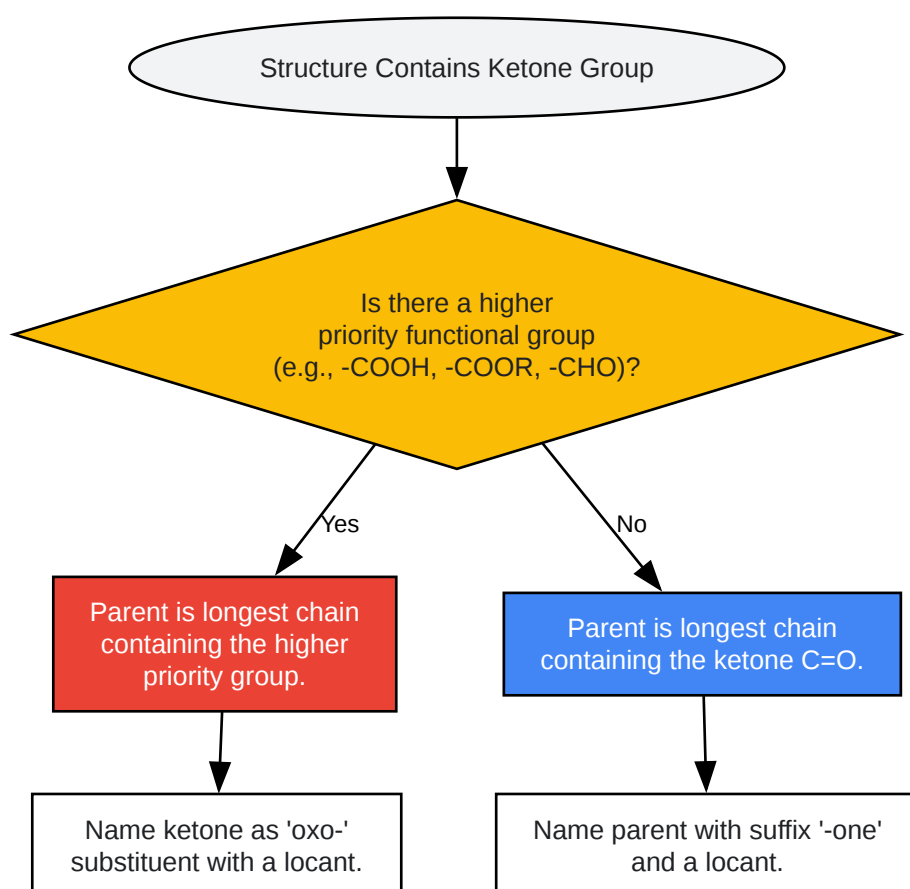 Structure Contains Ketone Group
Is there a higher
priority functional group
(e.g., -COOH, -COOR, -CHO)?
Yes
No
Parent is longest chain
containing the higher
priority group.
Parent is longest chain
containing the ketone C=O.
Name ketone as 'oxo-'
substituent with a locant.
Name parent with suffix '-one'
and a locant.